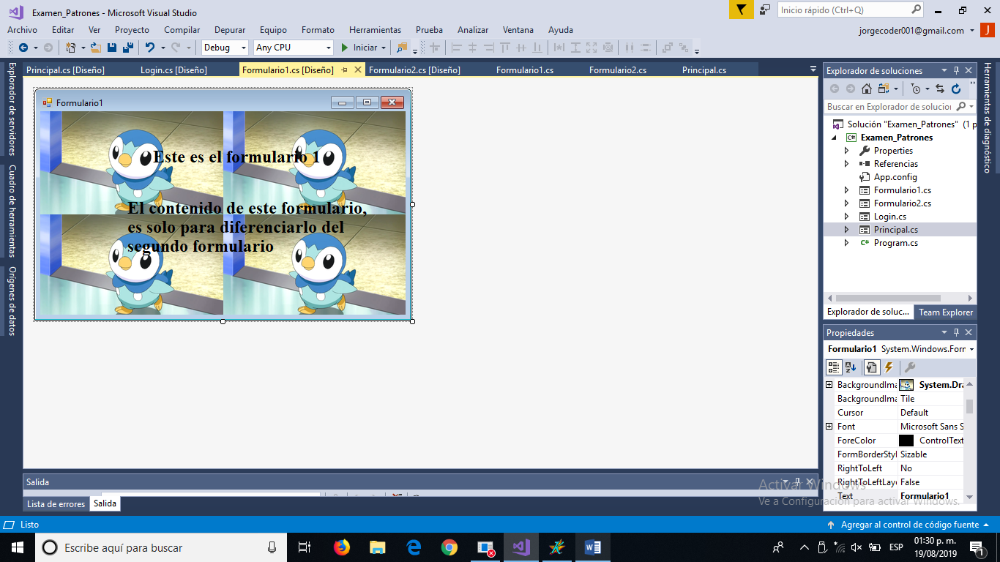 Examen_Patrones - Microsoft Visual Studio
Inicio rápido (Ctrl+Q)
Archivo Editar Ver Proyecto Compilar Depurar Equipo Formato Herramientas Prueba Analizar Ventana Ayuda
jorgecoder001@gmail.com J
Debug Any CPU Iniciar
Explorador de servidores
Cuadro de herramientas
Orígenes de datos
Principal.cs [Diseño] Login.cs [Diseño] Formulario1.cs [Diseño] Formulario2.cs [Diseño] Formulario1.cs Formulario2.cs Principal.cs
Formulario1
Este es el formulario 1
El contenido de este formulario,
es solo para diferenciarlo del
segundo formulario
Explorador de soluciones
Buscar en Explorador de solucion
Solución "Examen_Patrones" (1 p
C# Examen_Patrones
Properties
Referencias
App.config
Formulario1.cs
Formulario2.cs
Login.cs
Principal.cs
C# Program.cs
Explorador de soluc... Team Explorer
Herramientas de diagnóstico
Propiedades
Formulario1 System.Windows.Forr
BackgroundIma System.Dra
BackgroundIma Tile
Cursor Default
Font Microsoft Sans S
ForeColor ControlText
FormBorderStyl Sizable
RightToLeft No
RightToLeftLay False
Text Formulario1
Activar Windows
Ve a Configuración para activar Windows.
Salida
Lista de errores Salida
Listo
Agregar al control de código fuente
Escribe aquí para buscar
ESP
01:30 p. m.
19/08/2019
1